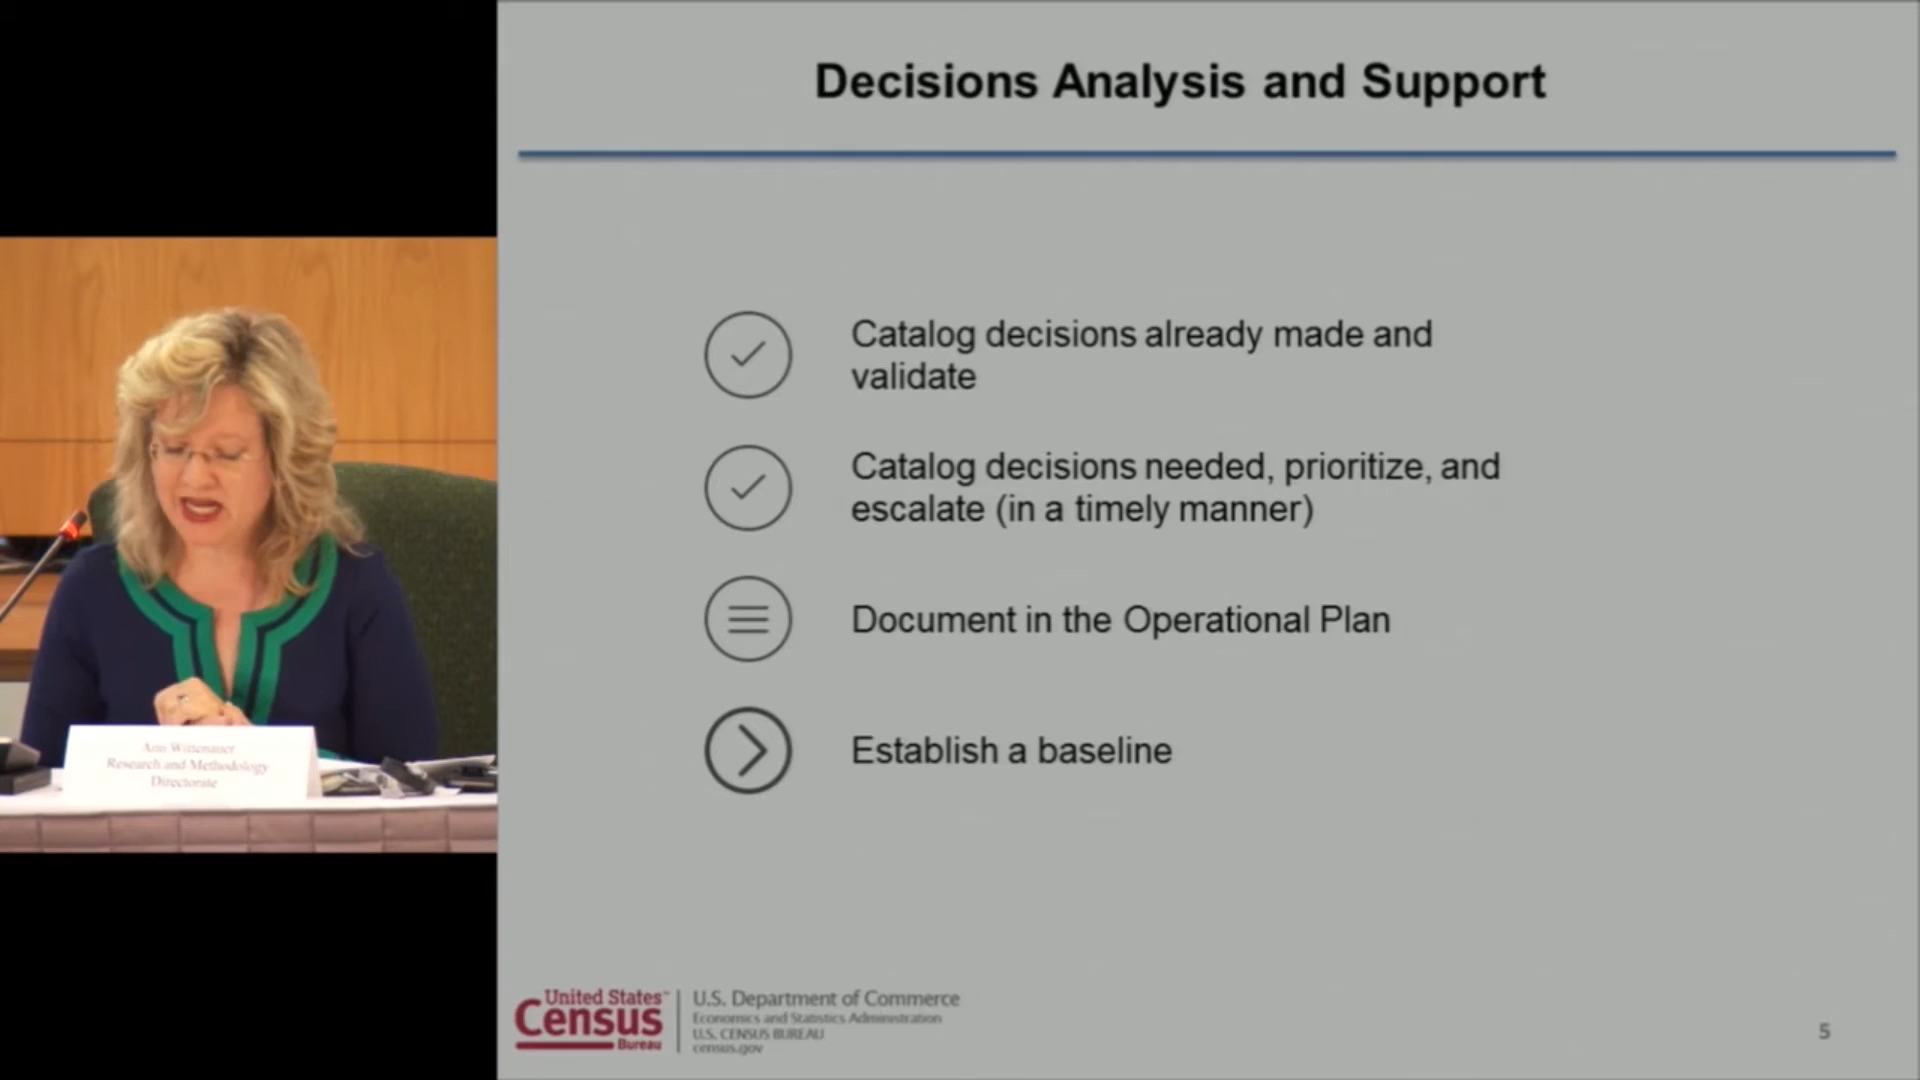 Decisions Analysis and Support
Catalog decisions already made and
validate
Catalog decisions needed, prioritize, and
escalate (in a timely manner)
Document in the Operational Plan
Establish a baseline
Ann
Research and Methodology
Directorate
United States™
Census
Bureau
U.S. Department of Commerce
Economics and Statistics Administration
U.S. CENSUS BUREAU
census.gov
5